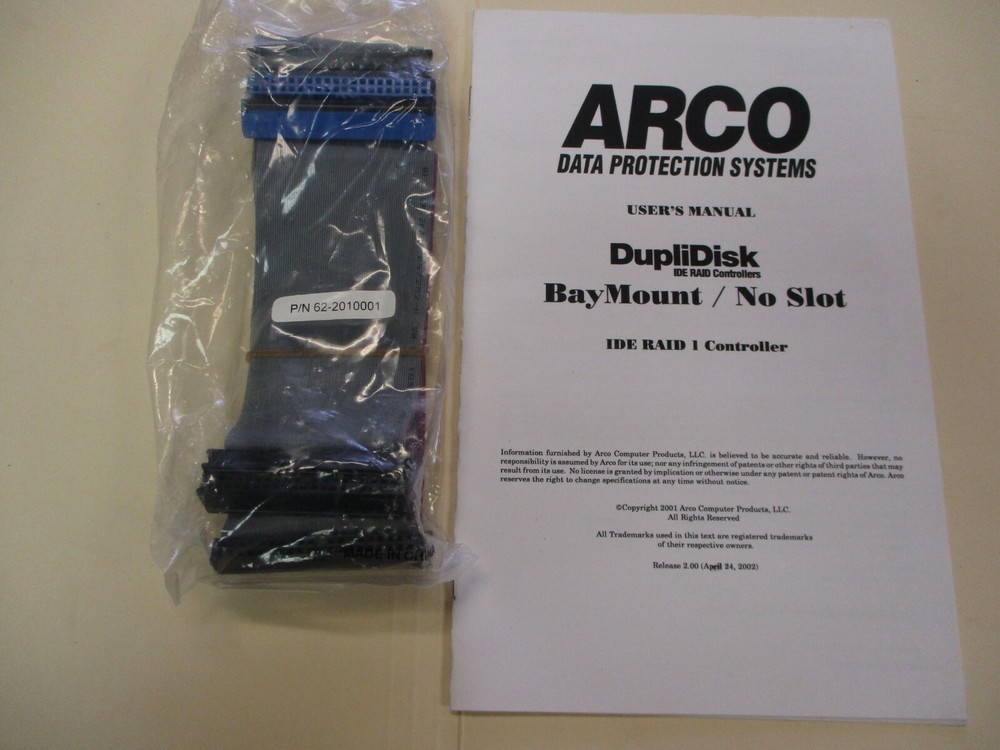 P/N 62-2010001
MADE IN
ARCO
DATA PROTECTION SYSTEMS
USER'S MANUAL
DupliDisk
IDE RAID Controllers
BayMount / No Slot
IDE RAID 1 Controller
Information furnished by Arco Computer Products, LLC. is believed to be accurate and reliable. However, no
responsibility is assumed by Arco for its use; nor any infringement of patents or other rights of third parties that may
result from its use. No license is granted by implication or otherwise under any patent or patent rights of Arco. Arco
reserves the right to change specifications at any time without notice.
©Copyright 2001 Arco Computer Products, LLC.
All Rights Reserved
All Trademarks used in this text are registered trademarks
of their respective owners.
Release 2.00 (April 24, 2002)